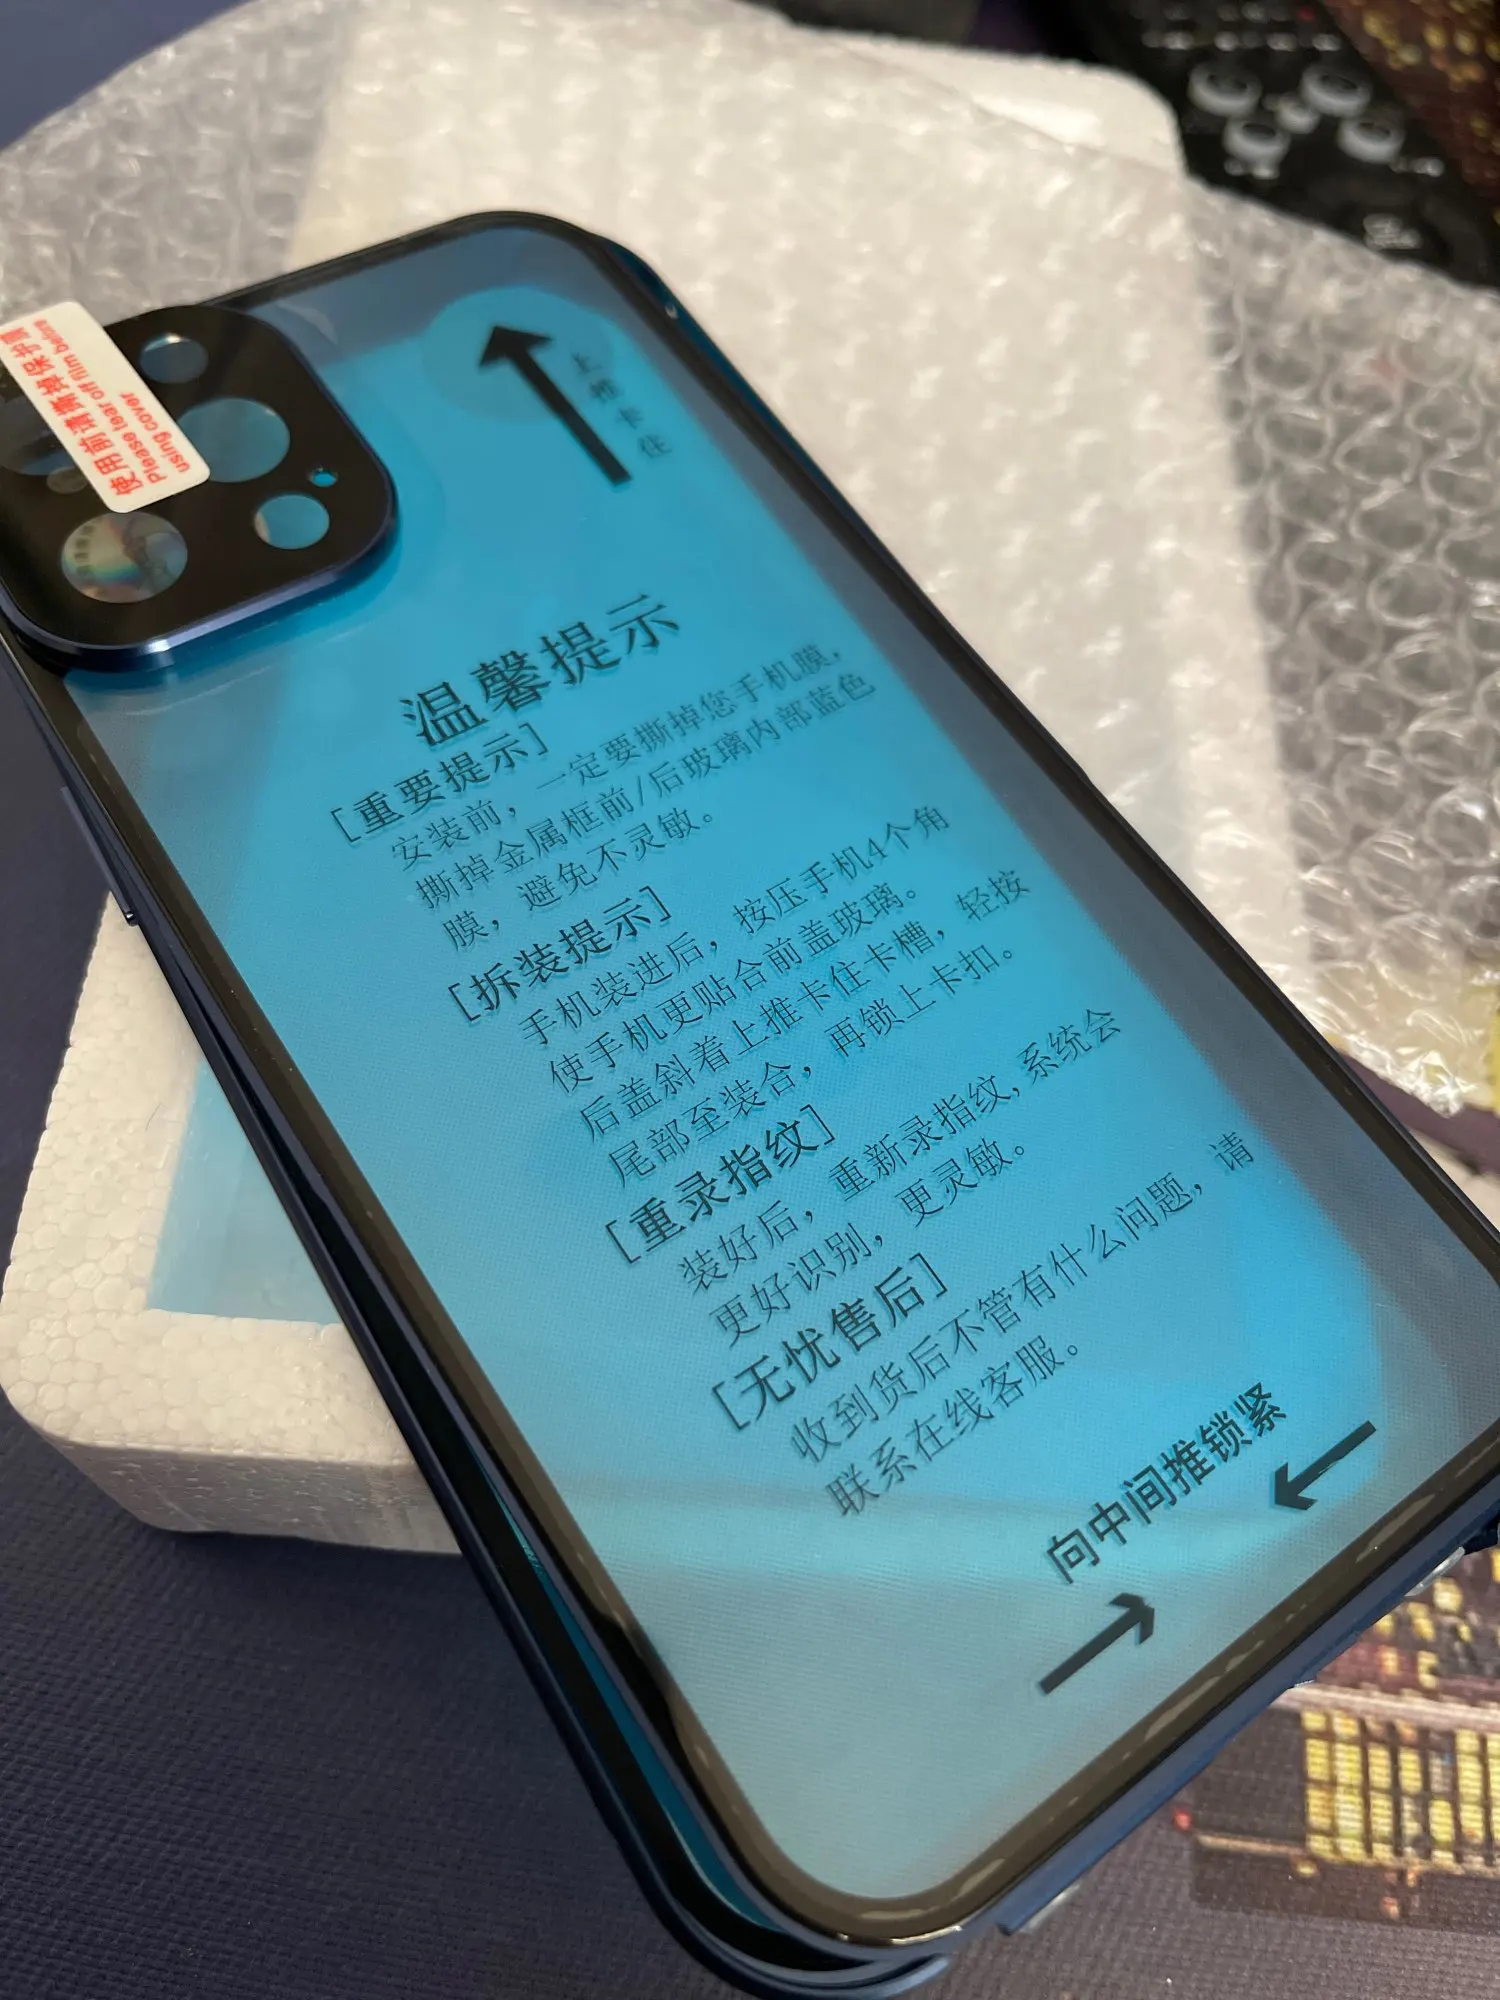 上推卡住
使用前请撕掉保护膜
Please tear off film before
using cover
温馨提示
[重要提示]
安装前，一定要撕掉您手机膜，
撕掉金属框前/后玻璃内部蓝色
膜，避免不灵敏。
[拆装提示]
手机装进后，按压手机4个角
使手机更贴合前盖玻璃。
后盖斜着上推卡住卡槽，轻按
尾部至装合，再锁上卡扣。
[重录指纹]
装好后，重新录指纹,系统会
更好识别，更灵敏。
[无忧售后]
收到货后不管有什么问题，请
联系在线客服。
向中间推锁紧